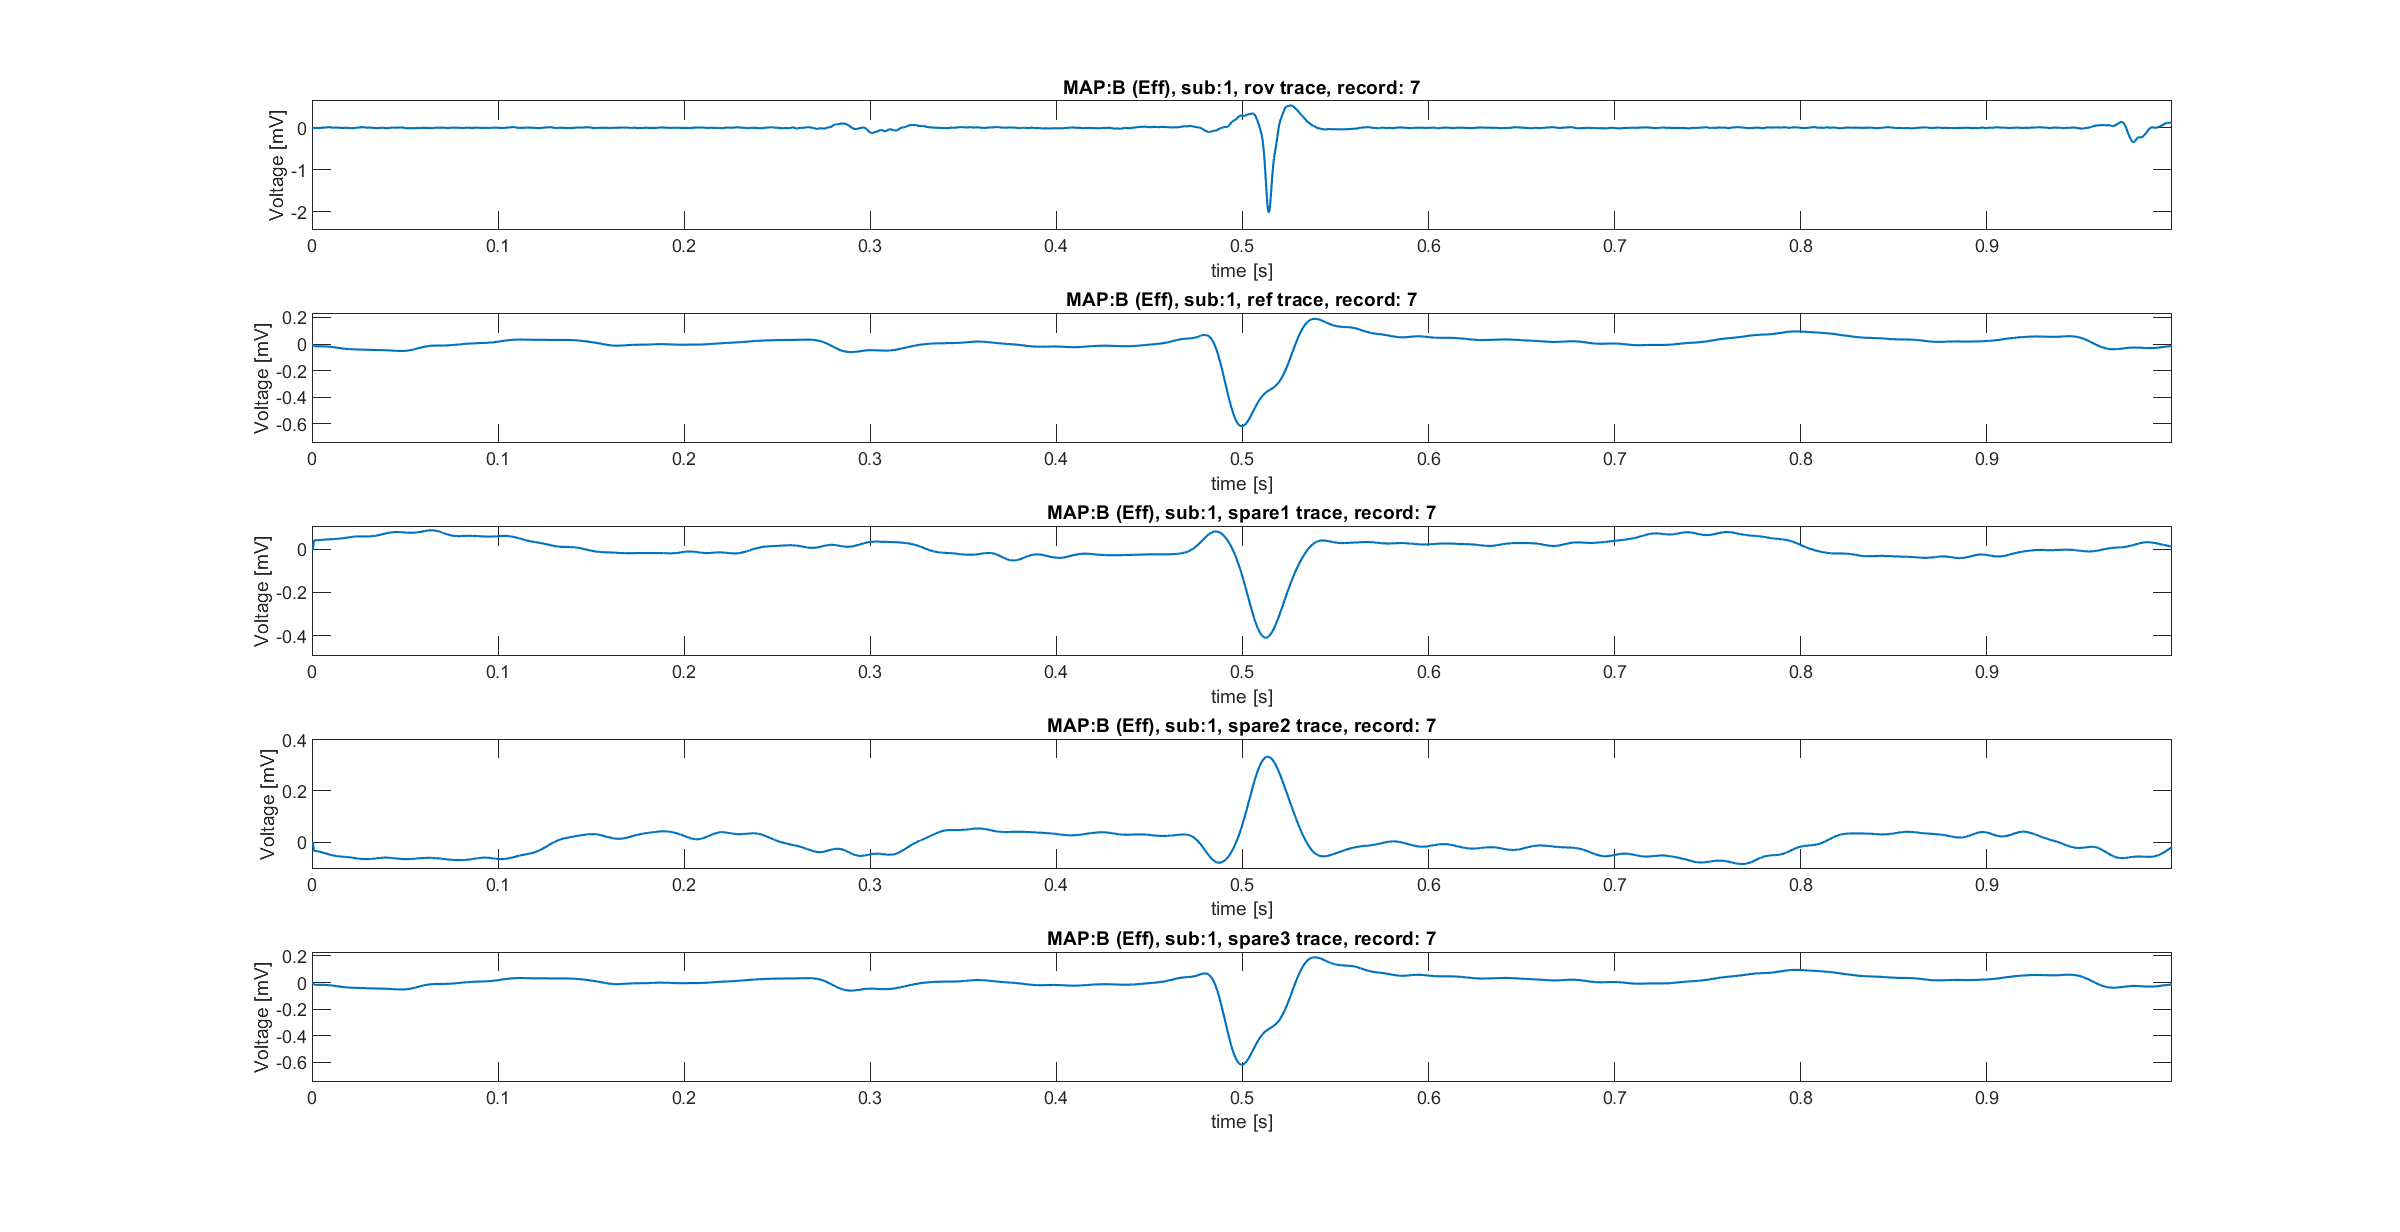 MAP:B (Eff), sub:1, rov trace, record: 7
Voltage [mV]
0
-1
-2
0 0.1 0.2 0.3 0.4 0.5 0.6 0.7 0.8 0.9
time [s]
MAP:B (Eff), sub:1, ref trace, record: 7
Voltage [mV]
0.2
0
-0.2
-0.4
-0.6
0 0.1 0.2 0.3 0.4 0.5 0.6 0.7 0.8 0.9
time [s]
MAP:B (Eff), sub:1, spare1 trace, record: 7
Voltage [mV]
0
-0.2
-0.4
0 0.1 0.2 0.3 0.4 0.5 0.6 0.7 0.8 0.9
time [s]
MAP:B (Eff), sub:1, spare2 trace, record: 7
Voltage [mV]
0.4
0.2
0
0 0.1 0.2 0.3 0.4 0.5 0.6 0.7 0.8 0.9
time [s]
MAP:B (Eff), sub:1, spare3 trace, record: 7
Voltage [mV]
0.2
0
-0.2
-0.4
-0.6
0 0.1 0.2 0.3 0.4 0.5 0.6 0.7 0.8 0.9
time [s]